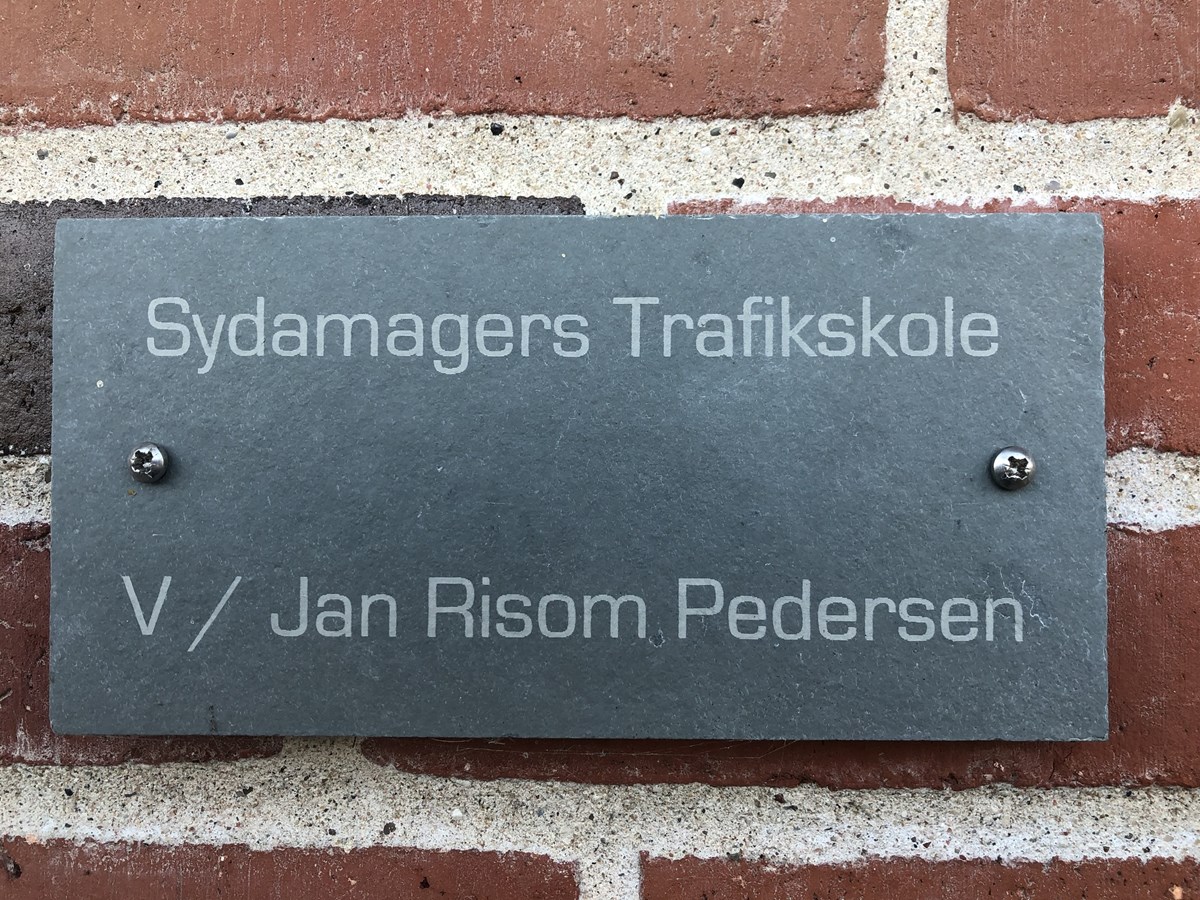 Sydamagers Trafikskole
V / Jan Risom Pedersen